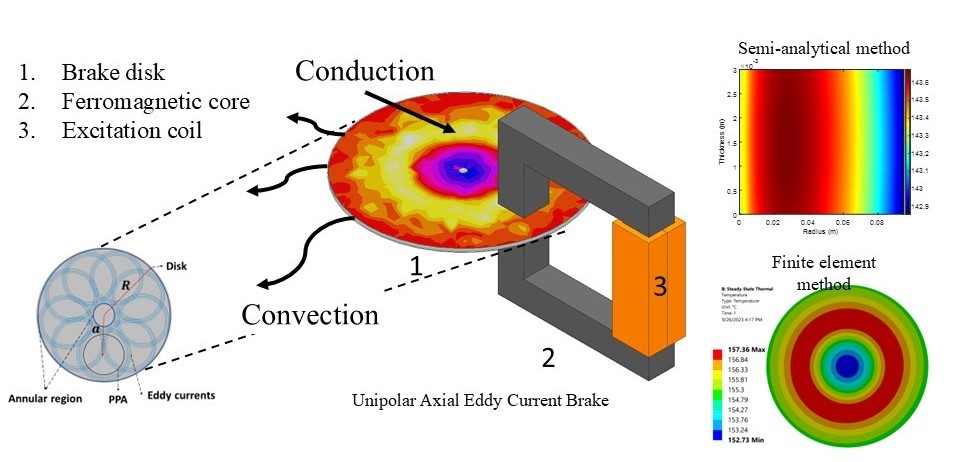 1. Brake disk
2. Ferromagnetic core
3. Excitation coil
Conduction
Convection
1
2
3
Unipolar Axial Eddy Current Brake
Disk
R
a
Annular region
PPA
Eddy currents
Semi-analytical method
×10⁻³
3
2.5
2
1.5
1
0.5
0
Thickness (m)
0 0.02 0.04 0.06 0.08
Radius (m)
143.6
143.5
143.4
143.3
143.2
143.1
143
142.9
Finite element
method
B: Steady-State Thermal
Temperature
Type: Temperature
Unit: °C
Time: 1
9/26/2023 4:17 PM
157.36 Max
156.84
156.33
155.81
155.3
154.79
154.27
153.76
153.24
152.73 Min